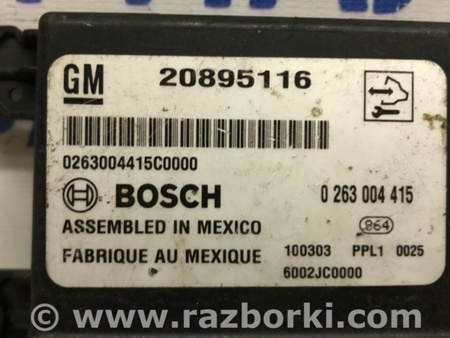 GM 20895116
0263004415C0000
BOSCH 0 263 004 415
ASSEMBLED IN MEXICO 864
FABRIQUE AU MEXIQUE 100303 PPL1 0025
6002JC0000
© www.razborki.com